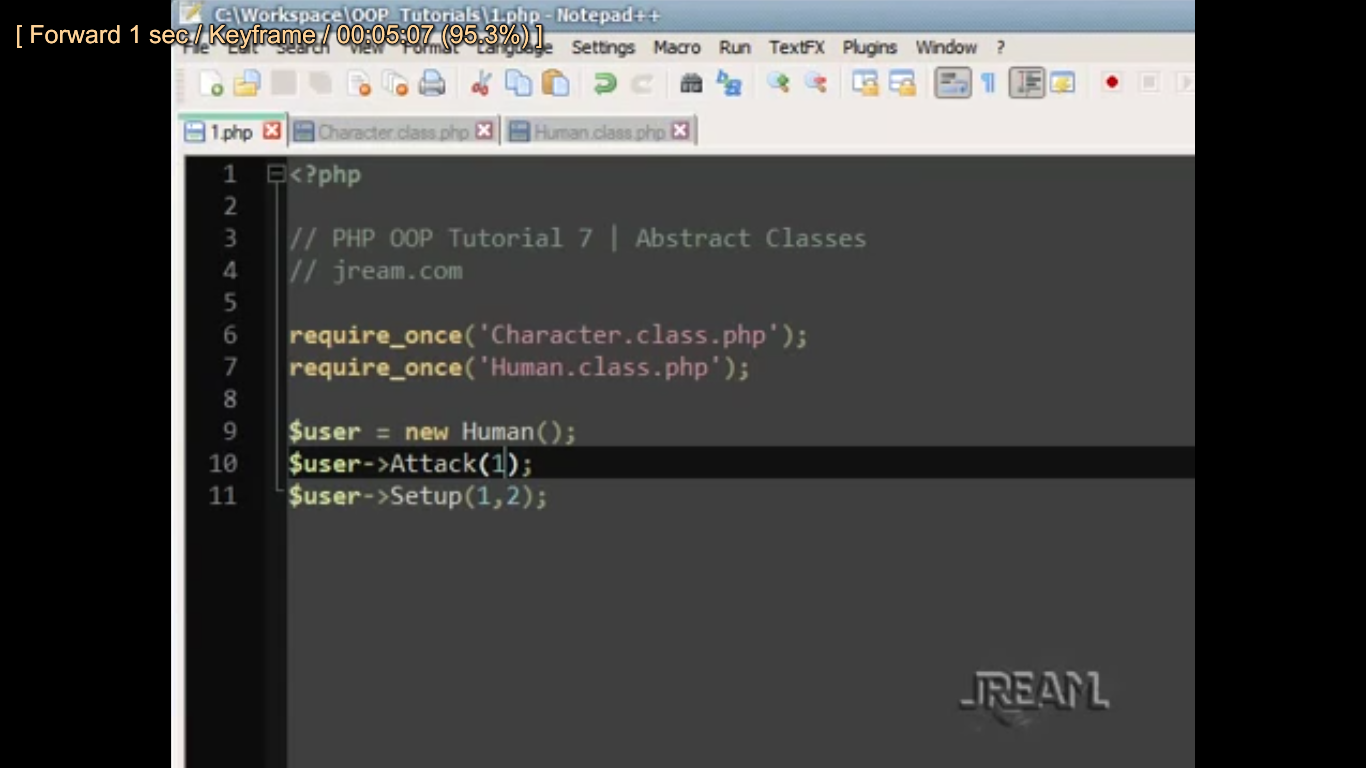 C:\Workspace\OOP_Tutorials\1.php - Notepad++
[ Forward 1 sec / Keyframe / 00:05:07 (95.3%) ]
File Edit Search View Format Language Settings Macro Run TextFX Plugins Window ?
1.php Character.class.php Human.class.php
1 <?php
2
3 // PHP OOP Tutorial 7 | Abstract Classes
4 // jream.com
5
6 require_once('Character.class.php');
7 require_once('Human.class.php');
8
9 $user = new Human();
10 $user->Attack(1);
11 $user->Setup(1,2);
JREAM